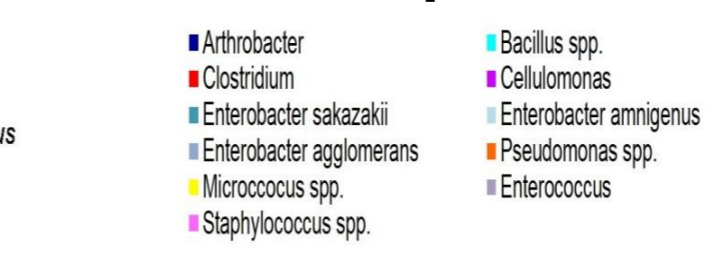 Arthrobacter
Bacillus spp.
Clostridium
Cellulomonas
Enterobacter sakazakii
Enterobacter amnigenus
Enterobacter agglomerans
Pseudomonas spp.
Microccocus spp.
Enterococcus
Staphylococcus spp.